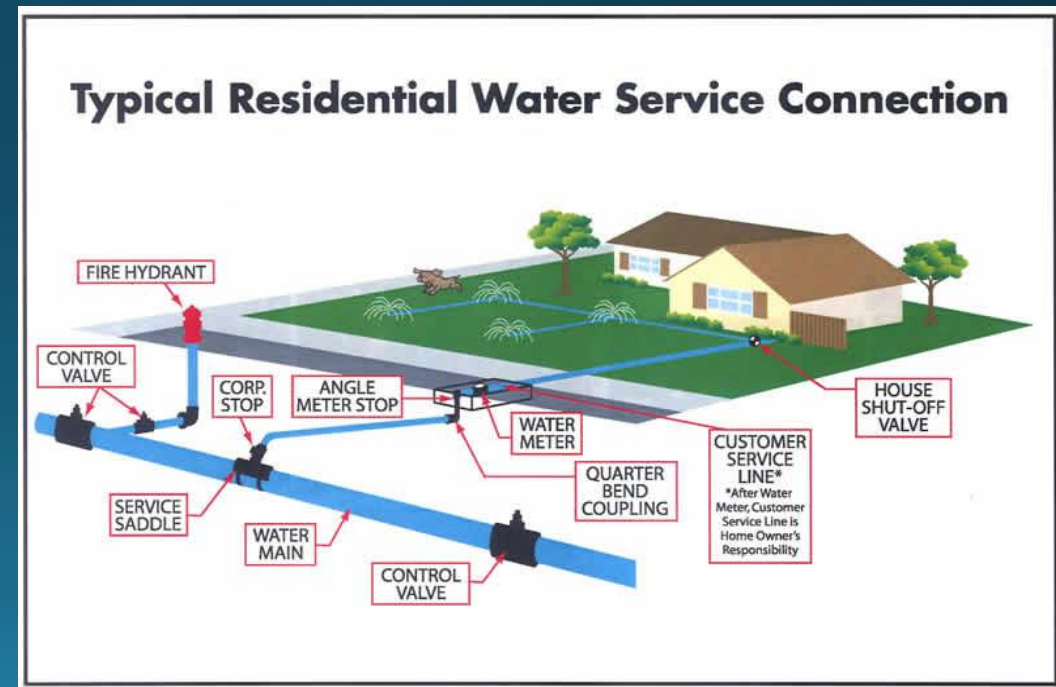 Typical Residential Water Service Connection
FIRE HYDRANT
CONTROL
VALVE
CORP.
STOP
ANGLE
METER STOP
WATER
METER
HOUSE
SHUT-OFF
VALVE
CUSTOMER
SERVICE
LINE*
*After Water
Meter, Customer
Service Line is
Home Owner's
Responsibility
QUARTER
BEND
COUPLING
SERVICE
SADDLE
WATER
MAIN
CONTROL
VALVE